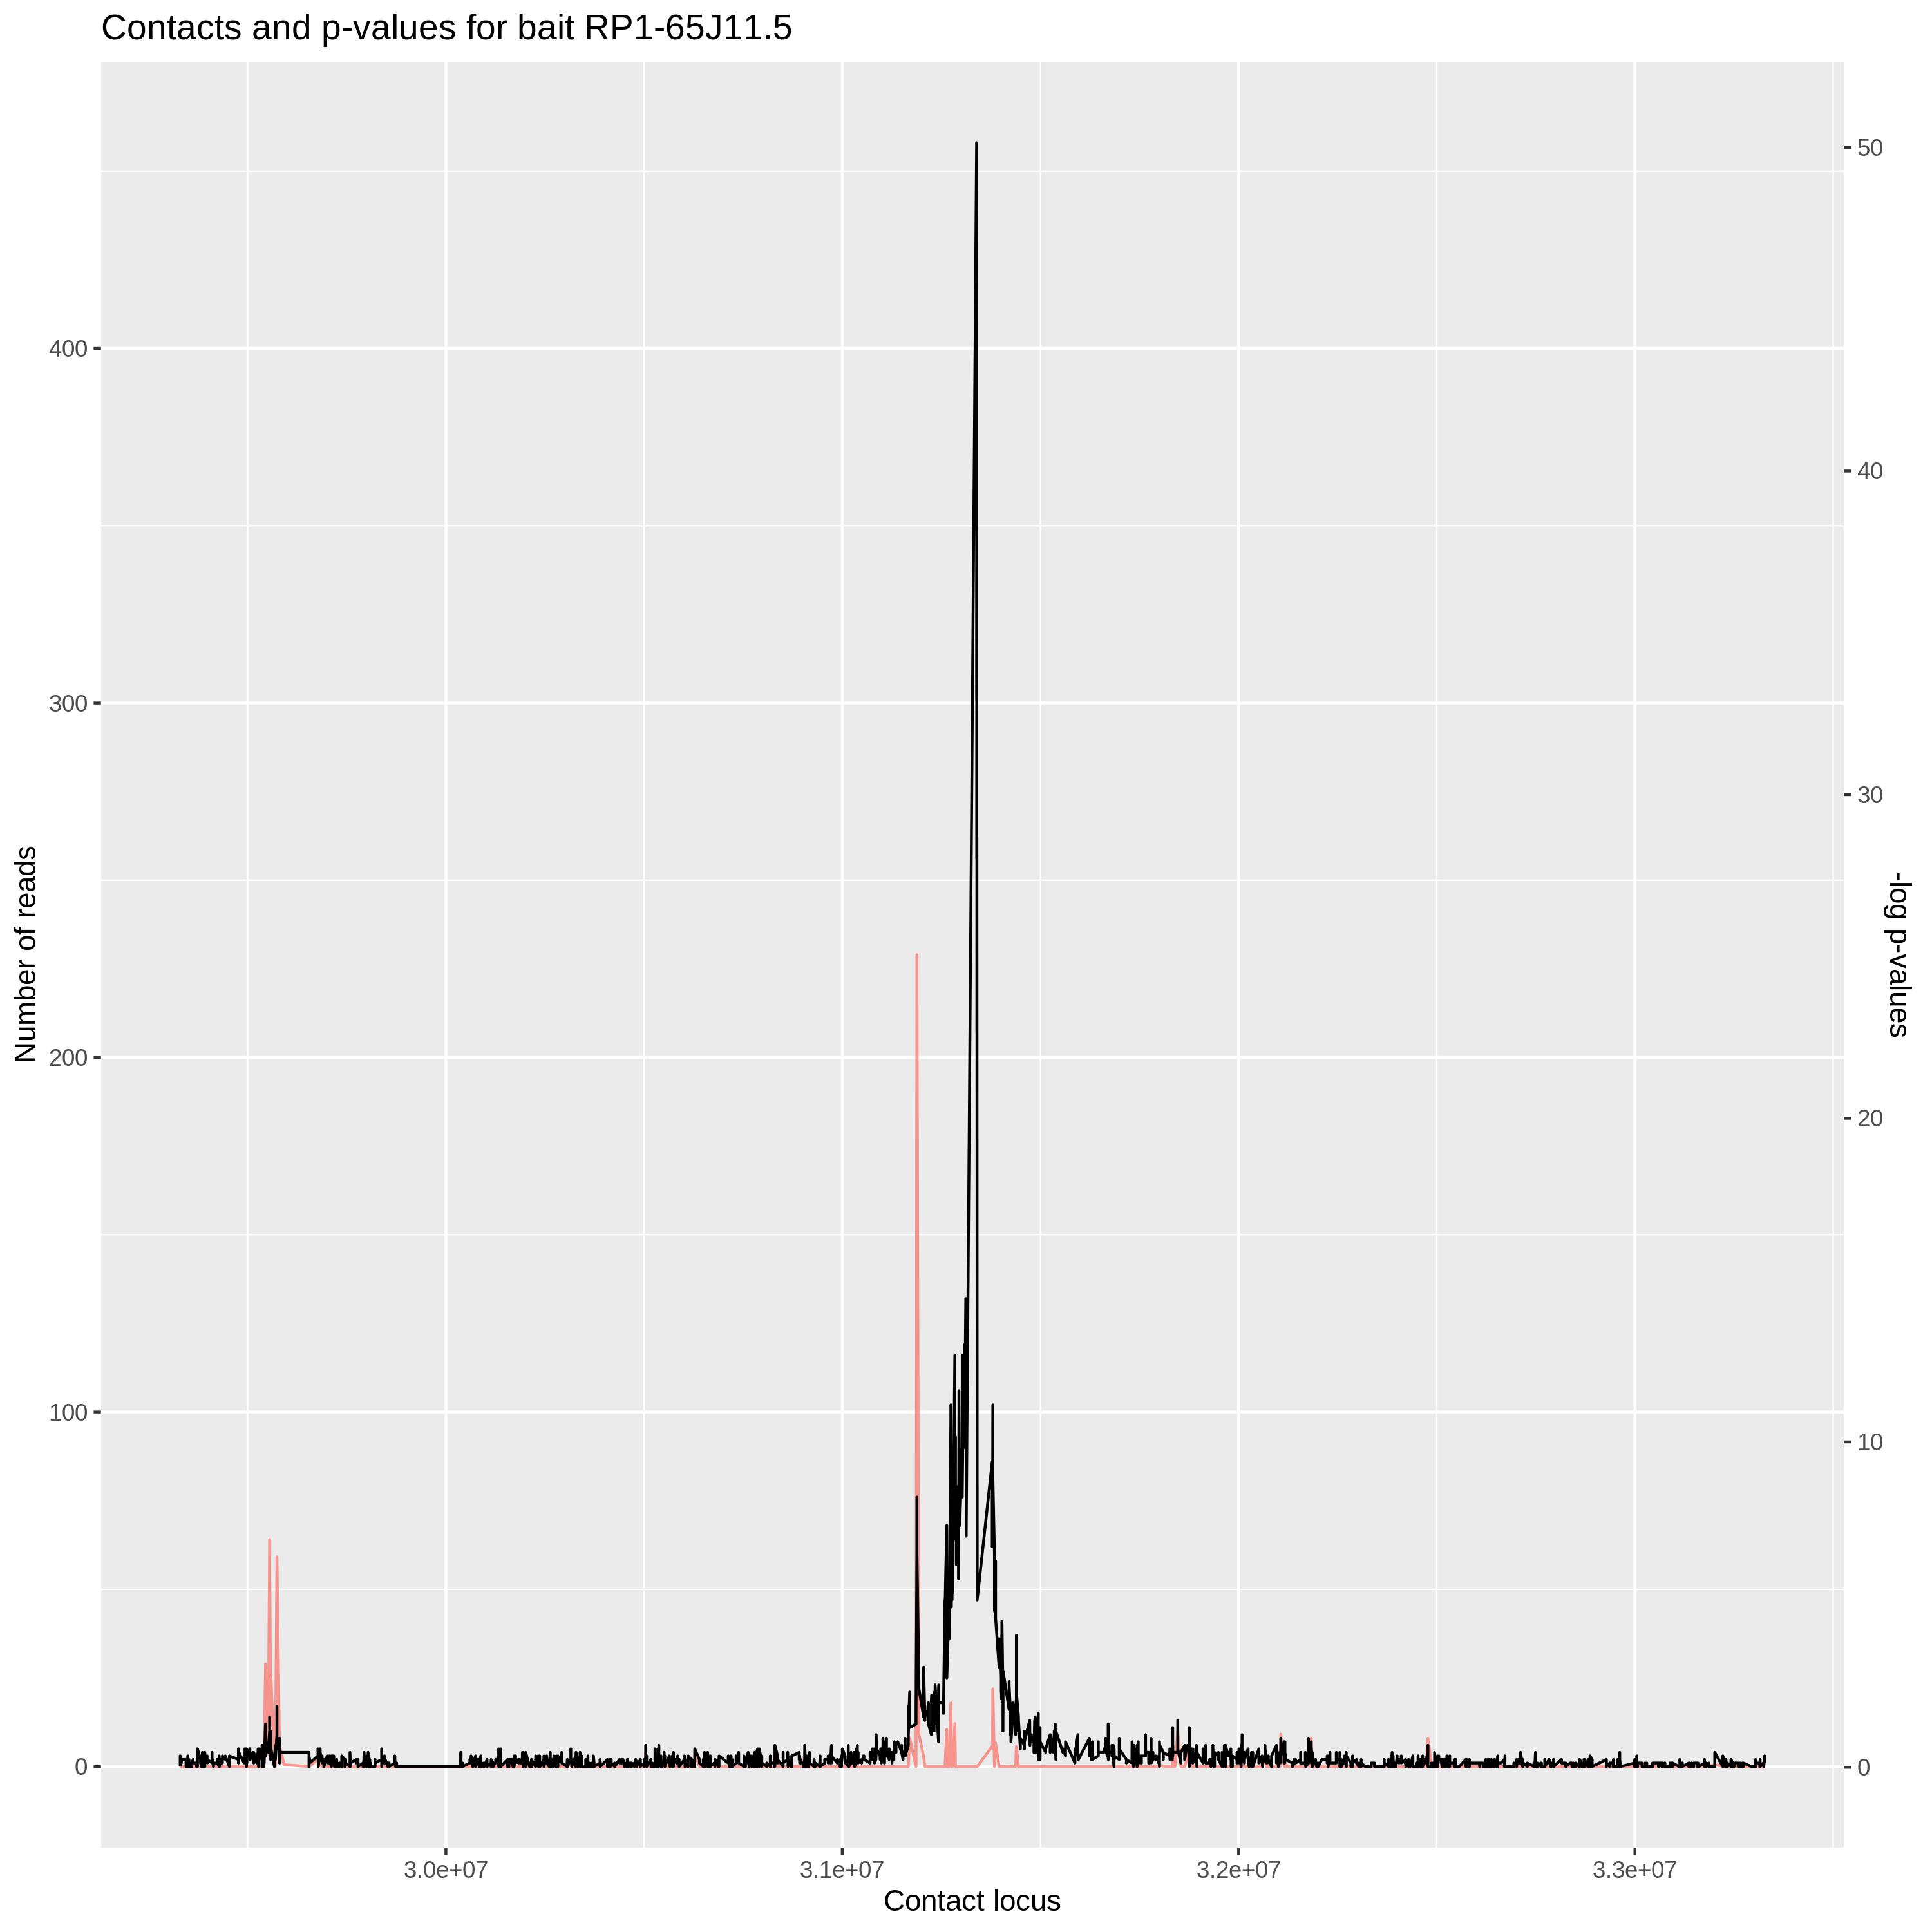 Contacts and p-values for bait RP1-65J11.5
Number of reads
400
300
200
100
0
50
40
30
20
10
0
-log p-values
3.0e+07
3.1e+07
3.2e+07
3.3e+07
Contact locus